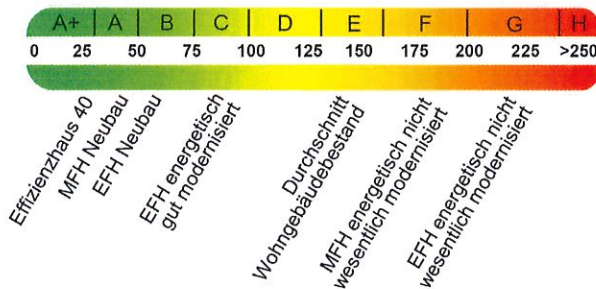 A+ A B C D E F G H
0 25 50 75 100 125 150 175 200 225 >250
Effizienzhaus 40
MFH Neubau
EFH Neubau
EFH energetisch
gut modernisiert
Durchschnitt
Wohngebäudebestand
MFH energetisch nicht
wesentlich modernisiert
EFH energetisch nicht
wesentlich modernisiert